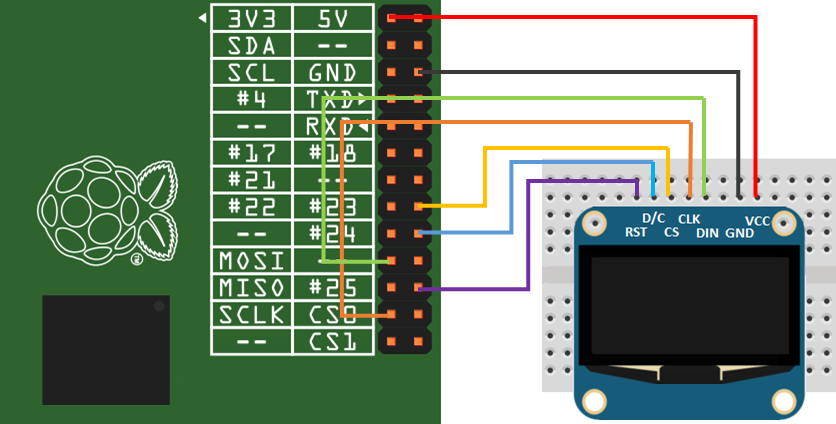 3V3 5V
SDA --
SCL GND
#4 TXD
-- RXD
#17 #18
#21 --
#22 #23
-- #24
MOSI --
MISO #25
SCLK CS0
-- CS1
D/C CLK VCC
RST CS DIN GND